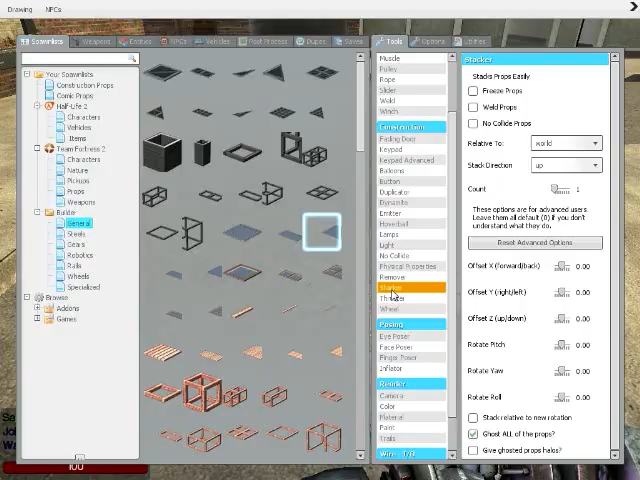 Drawing NPCs
Spawnlists Weapons Entities NPCs Vehicles Post Process Dupes Saves
Your Spawnlists
Construction Props
Comic Props
Half-Life 2
Characters
Vehicles
Items
Team Fortress 2
Characters
Nature
Pickups
Props
Weapons
Builder
General
Steels
Gears
Robotics
Rails
Wheels
Specialized
Browse
Addons
Games
Tools Options Utilities
Muscle
Pulley
Rope
Slider
Weld
Winch
Construction
Fading Door
Keypad
Keypad Advanced
Balloons
Button
Duplicator
Dynamite
Emitter
Hoverball
Lamps
Light
No Collide
Physical Properties
Remover
Stacker
Thruster
Wheel
Posing
Eye Poser
Face Poser
Finger Poser
Inflator
Render
Camera
Color
Material
Paint
Trails
Wire - I/O
Stacker
Stacks Props Easily
Freeze Props
Weld Props
No Collide Props
Relative To: world
Stack Direction up
Count 1
These options are for advanced users.
Leave them all default (0) if you don't
understand what they do.
Reset Advanced Options
Offset X (forward/back) 0.00
Offset Y (right/left) 0.00
Offset Z (up/down) 0.00
Rotate Pitch 0.00
Rotate Yaw 0.00
Rotate Roll 0.00
Stack relative to new rotation
Ghost ALL of the props?
Give ghosted props halos?
100